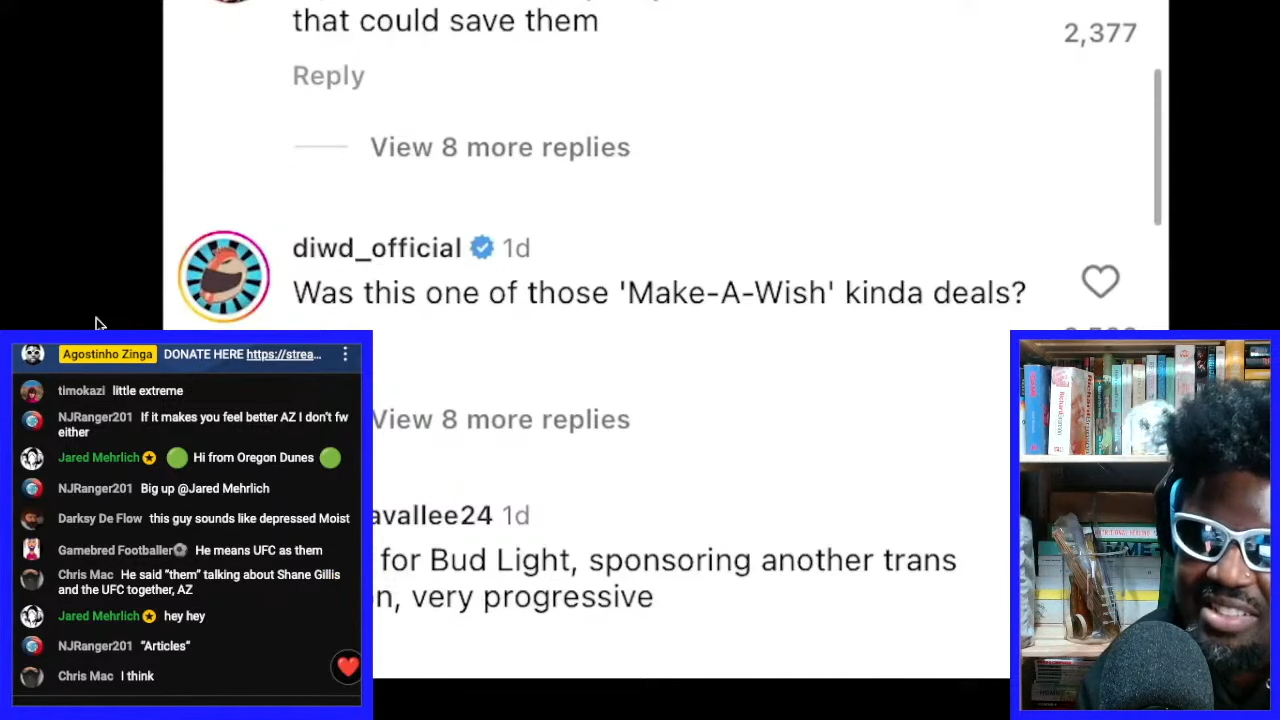 that could save them
2,377
Reply
View 8 more replies
diwd_official 1d
Was this one of those 'Make-A-Wish' kinda deals?
View 8 more replies
avallee24 1d
for Bud Light, sponsoring another trans
n, very progressive
Agostinho Zinga DONATE HERE https://strea...
timokazi little extreme
NJRanger201 If it makes you feel better AZ I don't fw
either
Jared Mehrlich Hi from Oregon Dunes
NJRanger201 Big up @Jared Mehrlich
Darksy De Flow this guy sounds like depressed Moist
Gamebred Footballer He means UFC as them
Chris Mac He said "them" talking about Shane Gillis
and the UFC together, AZ
Jared Mehrlich hey hey
NJRanger201 "Articles"
Chris Mac I think